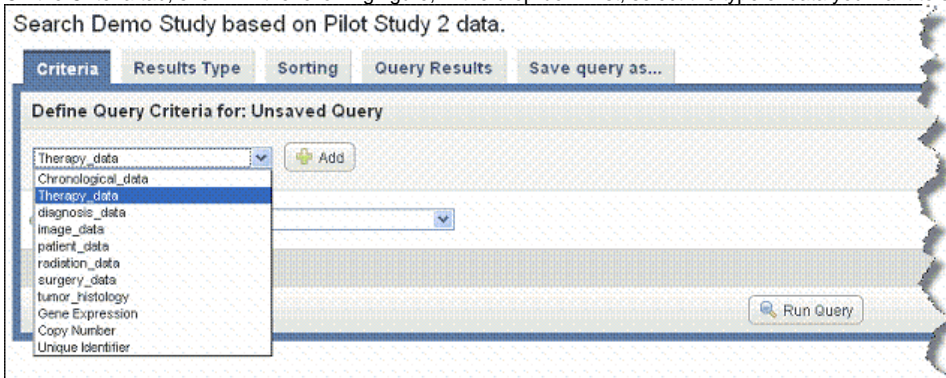 Search Demo Study based on Pilot Study 2 data.
Criteria Results Type Sorting Query Results Save query as...
Define Query Criteria for: Unsaved Query
Therapy_data Add
Chronological_data
Therapy_data
diagnosis_data
image_data
patient_data
radiation_data
surgery_data
tumor_histology
Gene Expression
Copy Number
Unique Identifier
Run Query